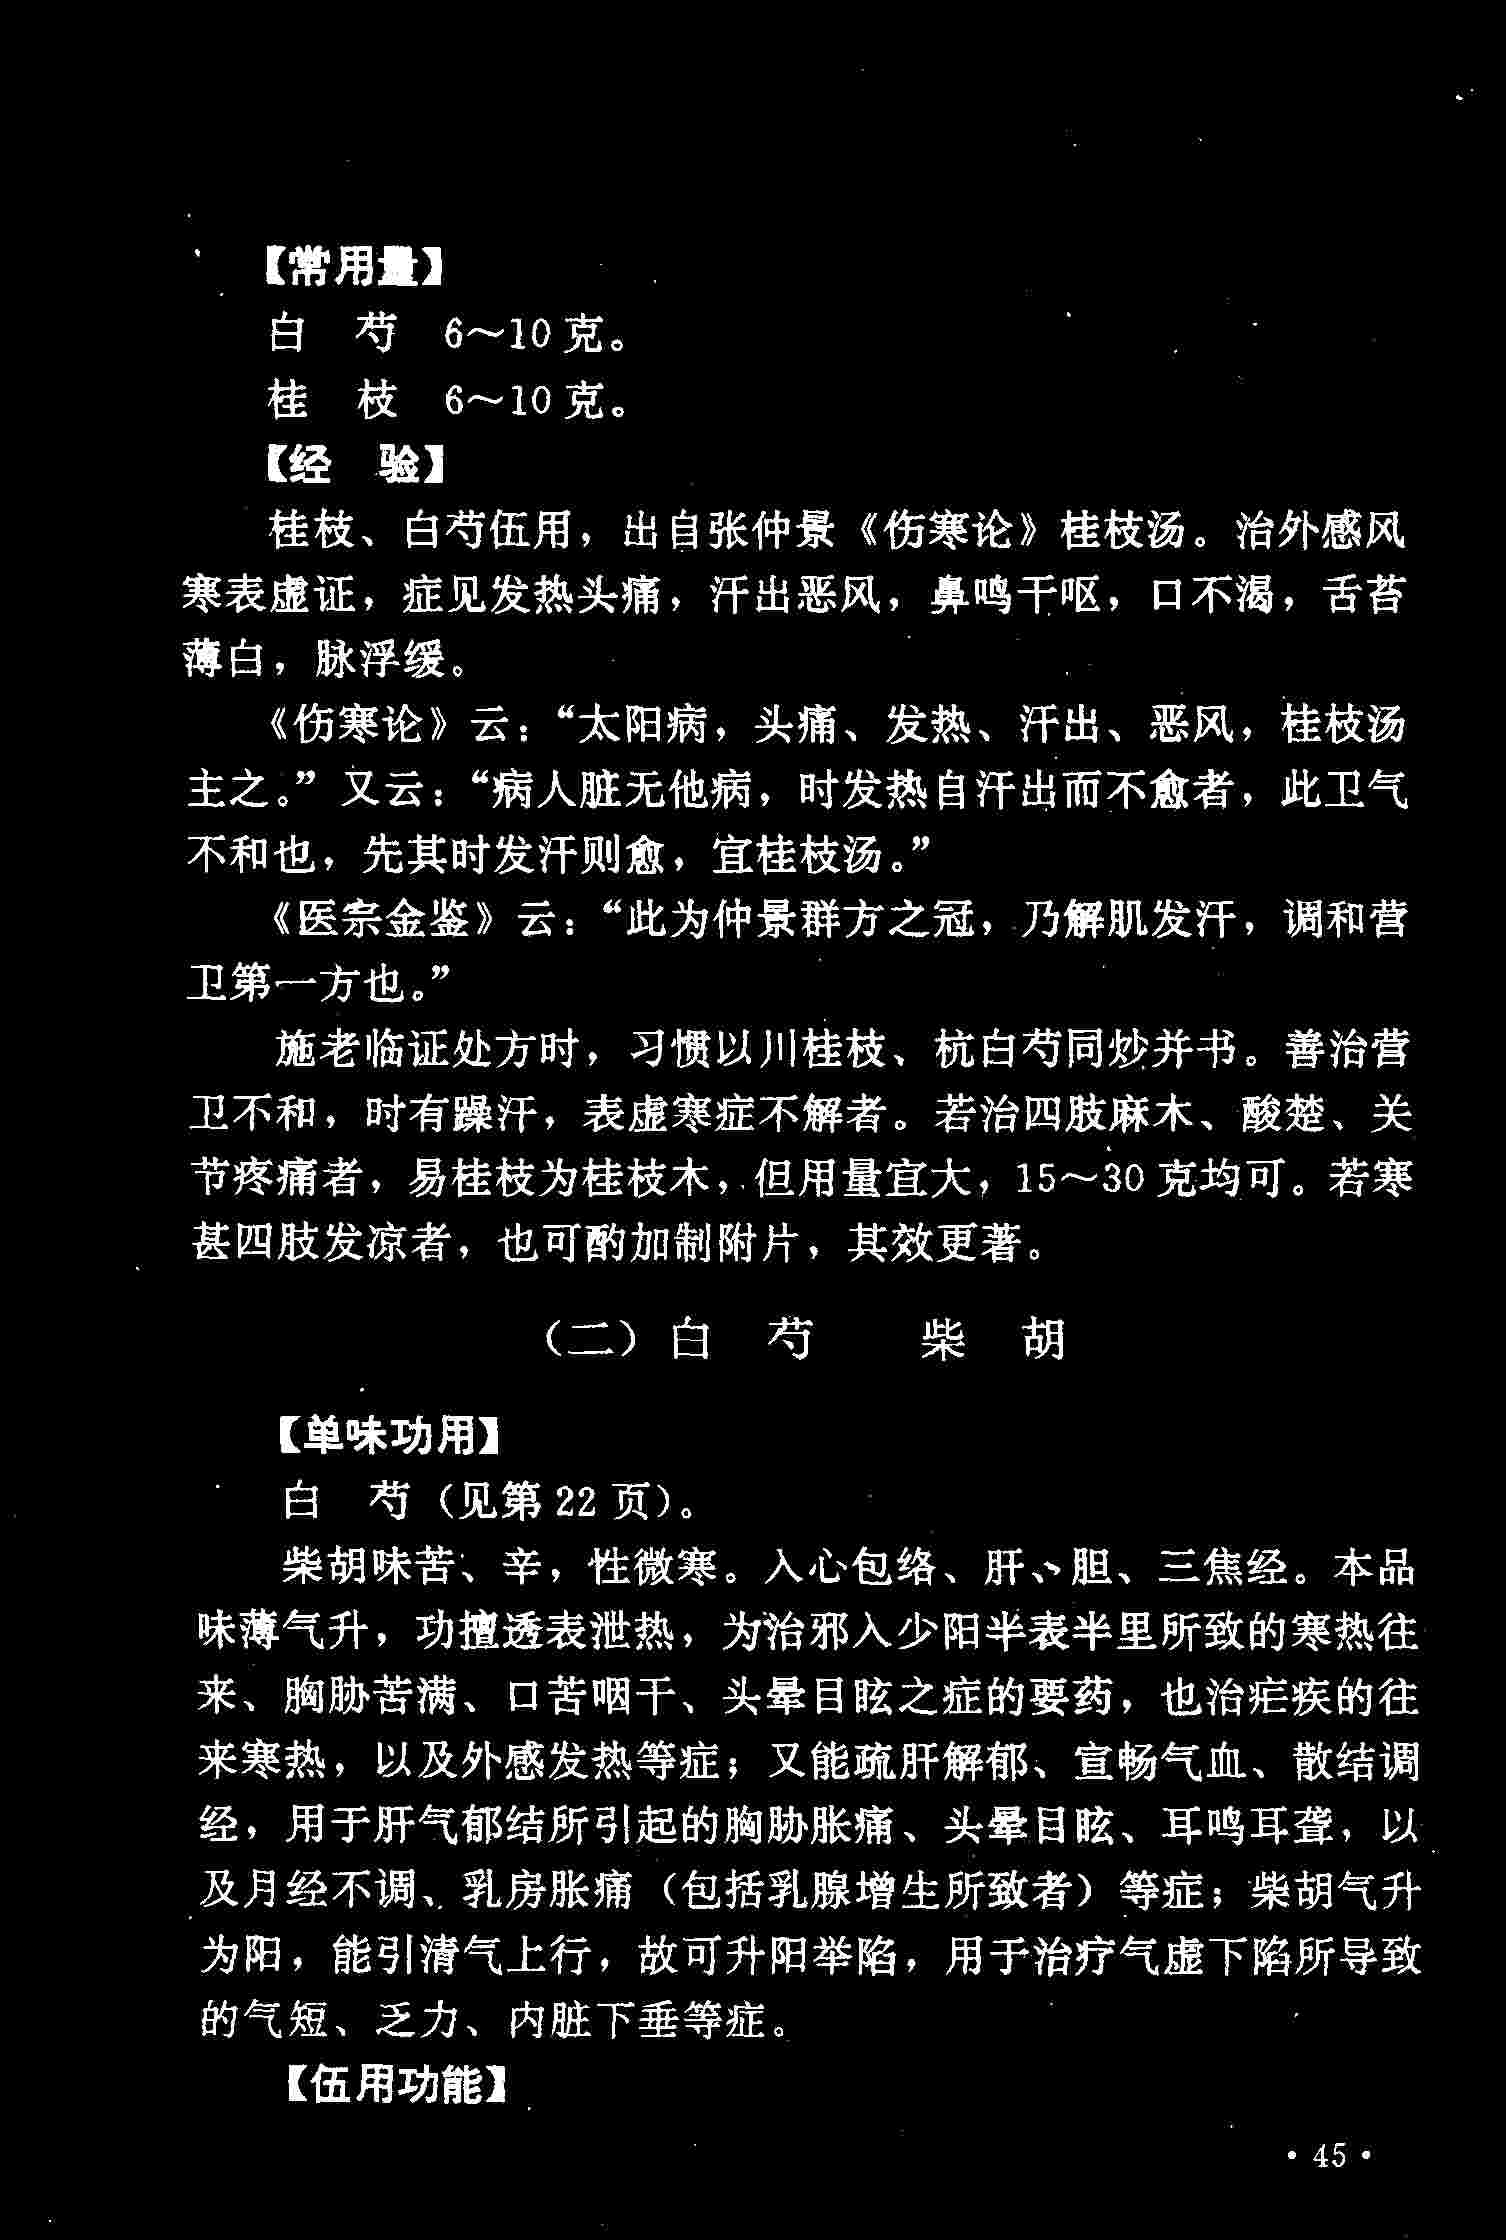 【常用量】
白　芍　6～10克。
桂　枝　6～10克。
【经　验】
桂枝、白芍伍用，出自张仲景《伤寒论》桂枝汤。治外感风
寒表虚证，症见发热头痛，汗出恶风，鼻鸣干呕，口不渴，舌苔
薄白，脉浮缓。
《伤寒论》云：“太阳病，头痛、发热、汗出、恶风，桂枝汤
主之。”又云：“病人脏无他病，时发热自汗出而不愈者，此卫气
不和也，先其时发汗则愈，宜桂枝汤。”
《医宗金鉴》云：“此为仲景群方之冠，乃解肌发汗，调和营
卫第一方也。”
施老临证处方时，习惯以川桂枝、杭白芍同炒并书。善治营
卫不和，时有躁汗，表虚寒症不解者。若治四肢麻木、酸楚、关
节疼痛者，易桂枝为桂枝木，但用量宜大，15～30克均可。若寒
甚四肢发凉者，也可酌加制附片，其效更著。
（二）白　芍　　柴　胡
【单味功用】
白　芍（见第22页）。
柴胡味苦、辛，性微寒。入心包络、肝、胆、三焦经。本品
味薄气升，功擅透表泄热，为治邪入少阳半表半里所致的寒热往
来、胸胁苦满、口苦咽干、头晕目眩之症的要药，也治疟疾的往
来寒热，以及外感发热等症；又能疏肝解郁、宣畅气血、散结调
经，用于肝气郁结所引起的胸胁胀痛、头晕目眩、耳鸣耳聋，以
及月经不调、乳房胀痛（包括乳腺增生所致者）等症；柴胡气升
为阳，能引清气上行，故可升阳举陷，用于治疗气虚下陷所导致
的气短、乏力、内脏下垂等症。
【伍用功能】
·45·